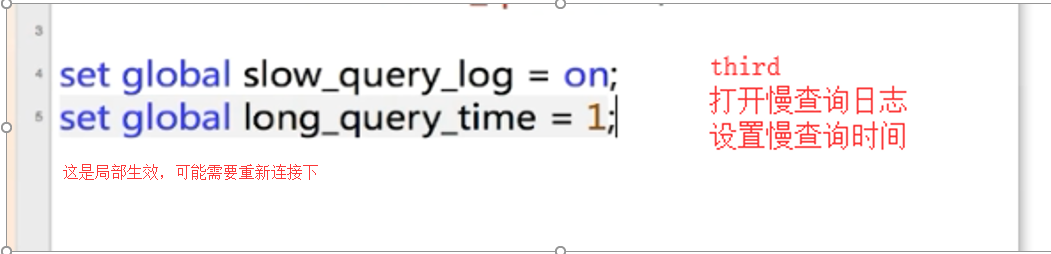 3
4 set global slow_query_log = on;
5 set global long_query_time = 1;
third
打开慢查询日志
设置慢查询时间
这是局部生效，可能需要重新连接下